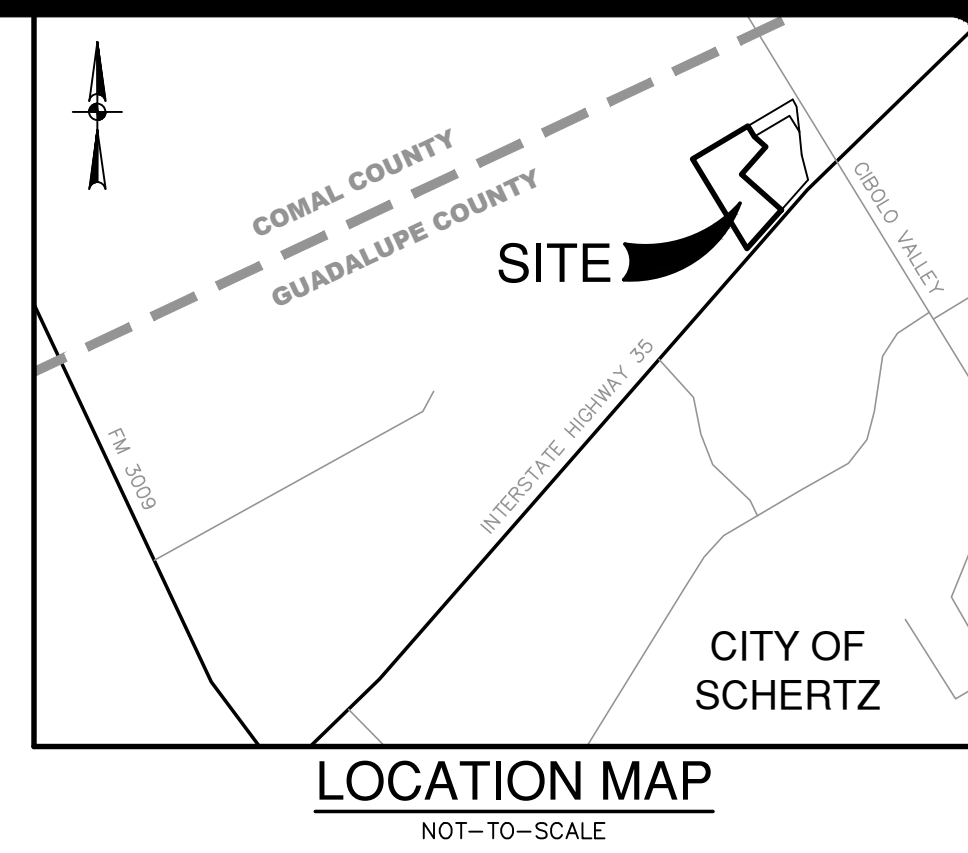 COMAL COUNTY
GUADALUPE COUNTY
SITE
CIBOLO VALLEY
INTERSTATE HIGHWAY 35
FM 3009
CITY OF
SCHERTZ
LOCATION MAP
NOT-TO-SCALE